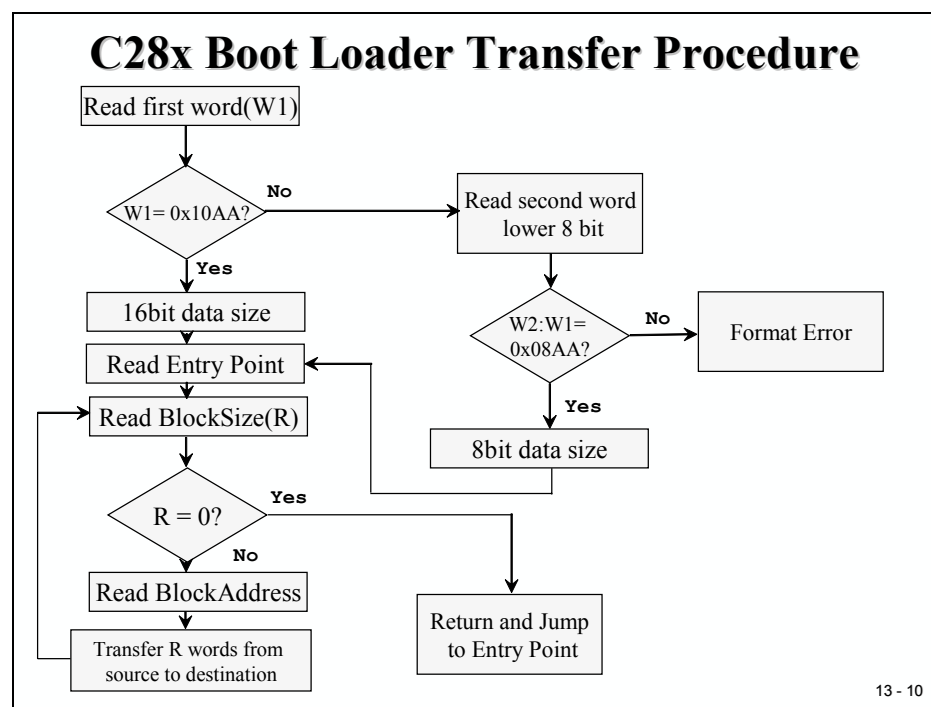 C28x Boot Loader Transfer Procedure
Read first word(W1)
W1= 0x10AA?
No
Read second word
lower 8 bit
Yes
16bit data size
W2:W1=
0x08AA?
No
Format Error
Read Entry Point
Yes
Read BlockSize(R)
8bit data size
R = 0?
Yes
No
Read BlockAddress
Return and Jump
to Entry Point
Transfer R words from
source to destination
13 - 10